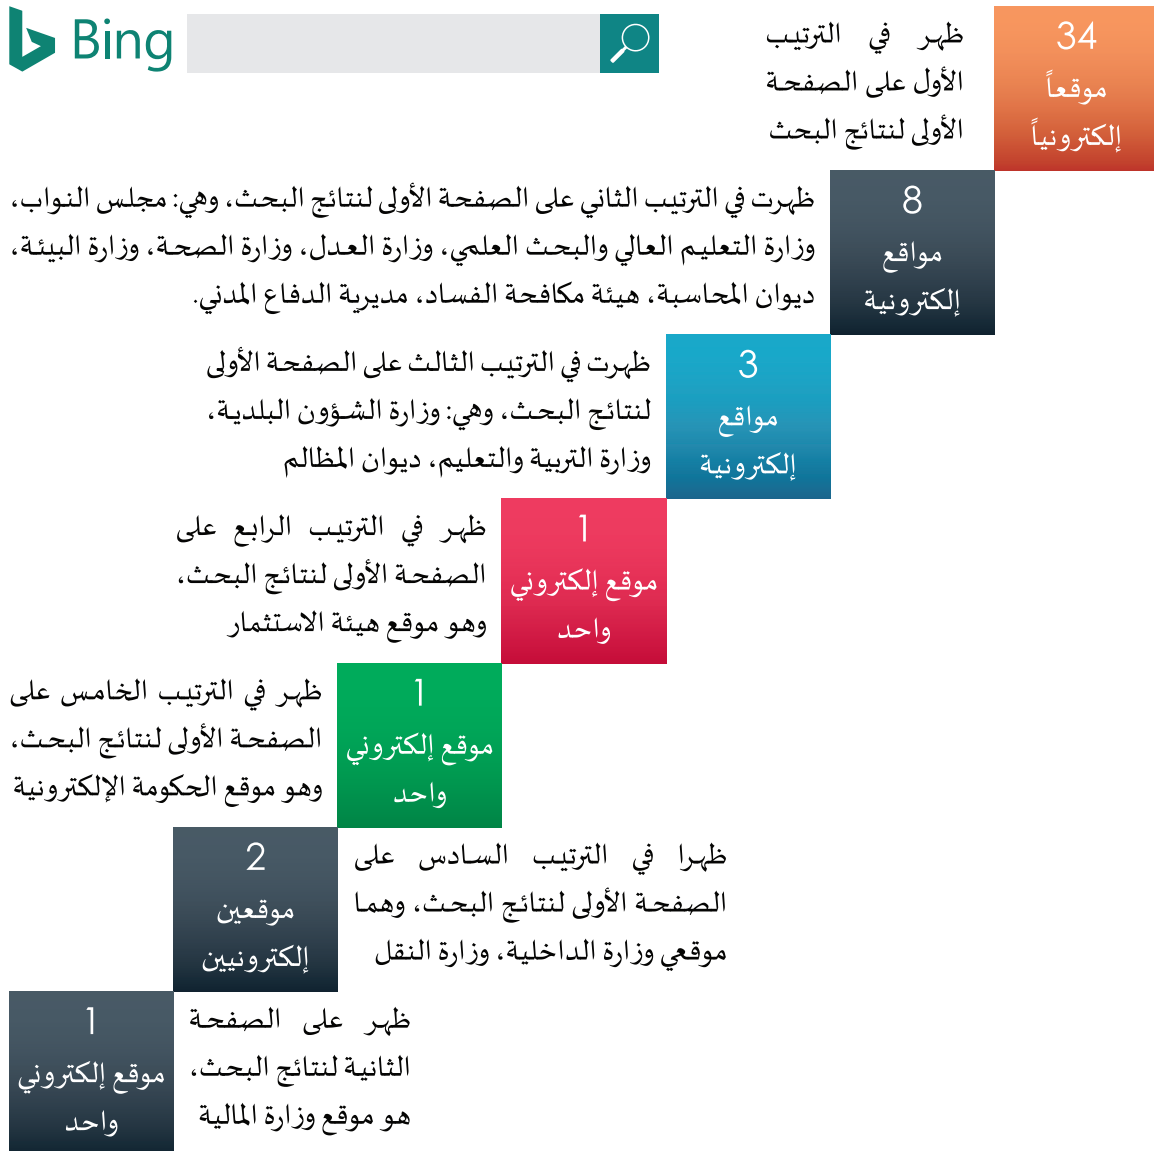 Bing
34
موقعاً
إلكترونياً
ظهر في الترتيب
الأول على الصفحة
الأولى لنتائج البحث
8
مواقع
إلكترونية
ظهرت في الترتيب الثاني على الصفحة الأولى لنتائج البحث، وهي: مجلس النواب،
وزارة التعليم العالي والبحث العلمي، وزارة العدل، وزارة الصحة، وزارة البيئة،
ديوان المحاسبة، هيئة مكافحة الفساد، مديرية الدفاع المدني.
3
مواقع
إلكترونية
ظهرت في الترتيب الثالث على الصفحة الأولى
لنتائج البحث، وهي: وزارة الشؤون البلدية،
وزارة التربية والتعليم، ديوان المظالم
1
موقع إلكتروني
واحد
ظهر في الترتيب الرابع على
الصفحة الأولى لنتائج البحث،
وهو موقع هيئة الاستثمار
1
موقع إلكتروني
واحد
ظهر في الترتيب الخامس على
الصفحة الأولى لنتائج البحث،
وهو موقع الحكومة الإلكترونية
2
موقعين
إلكترونيين
ظهرا في الترتيب السادس على
الصفحة الأولى لنتائج البحث، وهما
موقعي وزارة الداخلية، وزارة النقل
1
موقع إلكتروني
واحد
ظهر على الصفحة
الثانية لنتائج البحث،
هو موقع وزارة المالية